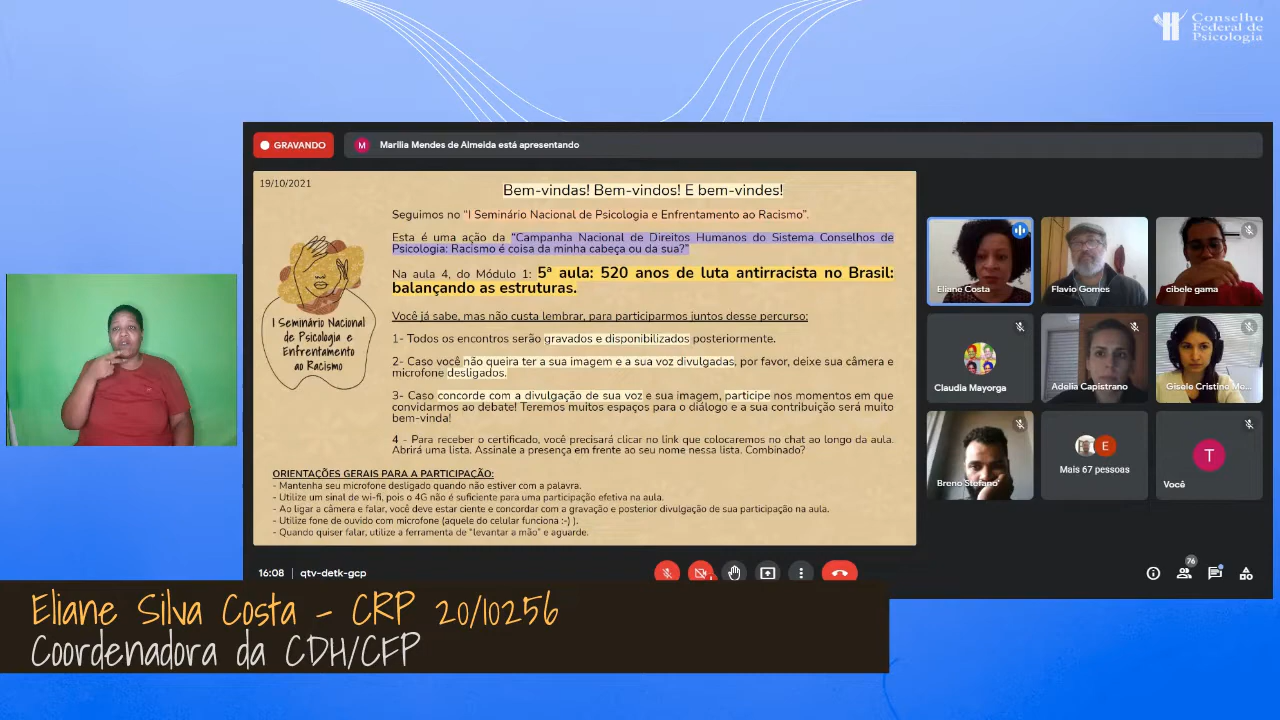 Conselho
Federal de
Psicologia
GRAVANDO
M
Marilia Mendes de Almeida está apresentando
19/10/2021
Bem-vindas! Bem-vindos! E bem-vindes!
Seguimos no "I Seminário Nacional de Psicologia e Enfrentamento ao Racismo".
Esta é uma ação da "Campanha Nacional de Direitos Humanos do Sistema Conselhos de
Psicologia: Racismo é coisa da minha cabeça ou da sua?"
Na aula 4, do Módulo 1: 5ª aula: 520 anos de luta antirracista no Brasil:
balançando as estruturas.
Você já sabe, mas não custa lembrar, para participarmos juntos desse percurso:
1- Todos os encontros serão gravados e disponibilizados posteriormente.
2- Caso você não queira ter a sua imagem e a sua voz divulgadas, por favor, deixe sua câmera e
microfone desligados.
3- Caso concorde com a divulgação de sua voz e sua imagem, participe nos momentos em que
convidarmos ao debate! Teremos muitos espaços para o diálogo e a sua contribuição será muito
bem-vinda!
4 - Para receber o certificado, você precisará clicar no link que colocaremos no chat ao longo da aula.
Abrirá uma lista. Assinale a presença em frente ao seu nome nessa lista. Combinado?
I Seminário Nacional
de Psicologia e
Enfrentamento
ao Racismo
ORIENTAÇÕES GERAIS PARA A PARTICIPAÇÃO:
- Mantenha seu microfone desligado quando não estiver com a palavra.
- Utilize um sinal de wi-fi, pois o 4G não é suficiente para uma participação efetiva na aula.
- Ao ligar a câmera e falar, você deve estar ciente e concordar com a gravação e posterior divulgação de sua participação na aula.
- Utilize fone de ouvido com microfone (aquele do celular funciona :-) ).
- Quando quiser falar, utilize a ferramenta de "levantar a mão" e aguarde.
Eliane Costa
Flavio Gomes
cibele gama
Claudia Mayorga
Adelia Capistrano
Gisele Cristine Mo...
Breno Stefano
E
Mais 67 pessoas
T
Você
16:08 | qtv-detk-gcp
76
Eliane Silva Costa - CRP 20/10256
Coordenadora da CDH/CFP